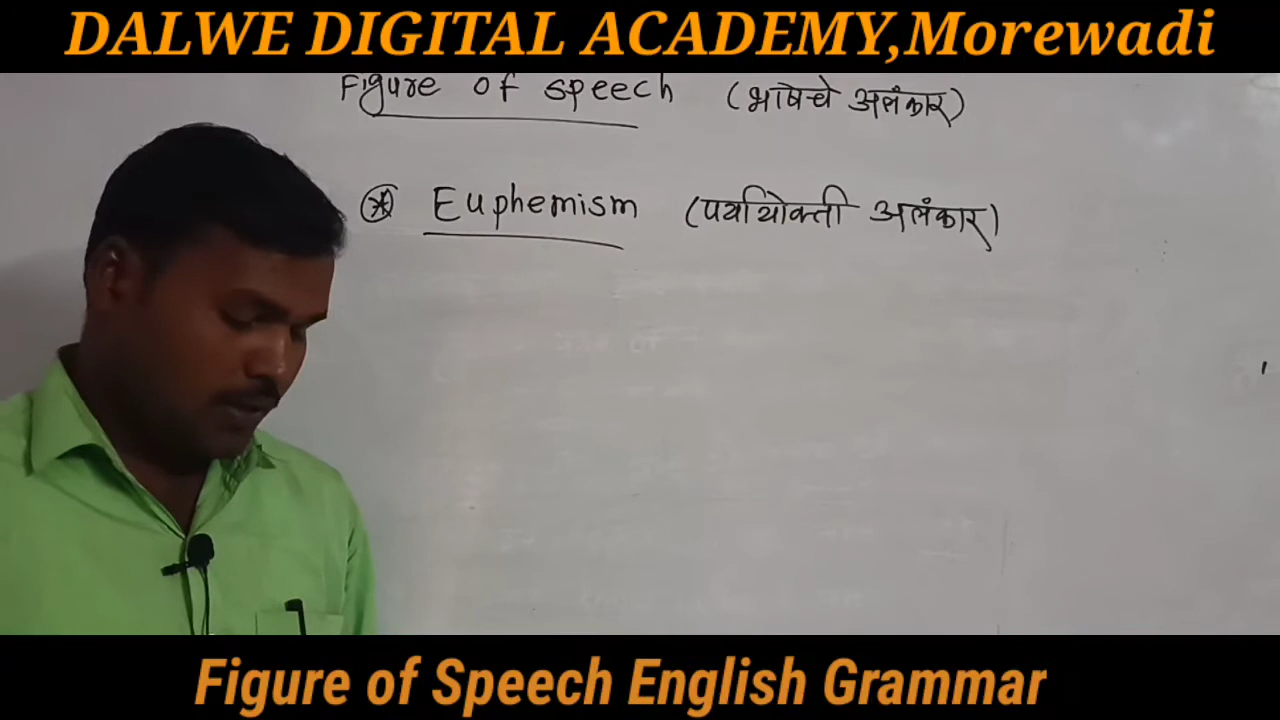 DALWE DIGITAL ACADEMY,Morewadi
Figure of speech (भाषेचे अलंकार)
* Euphemism (पर्यायोक्ती अलंकार)
Figure of Speech English Grammar